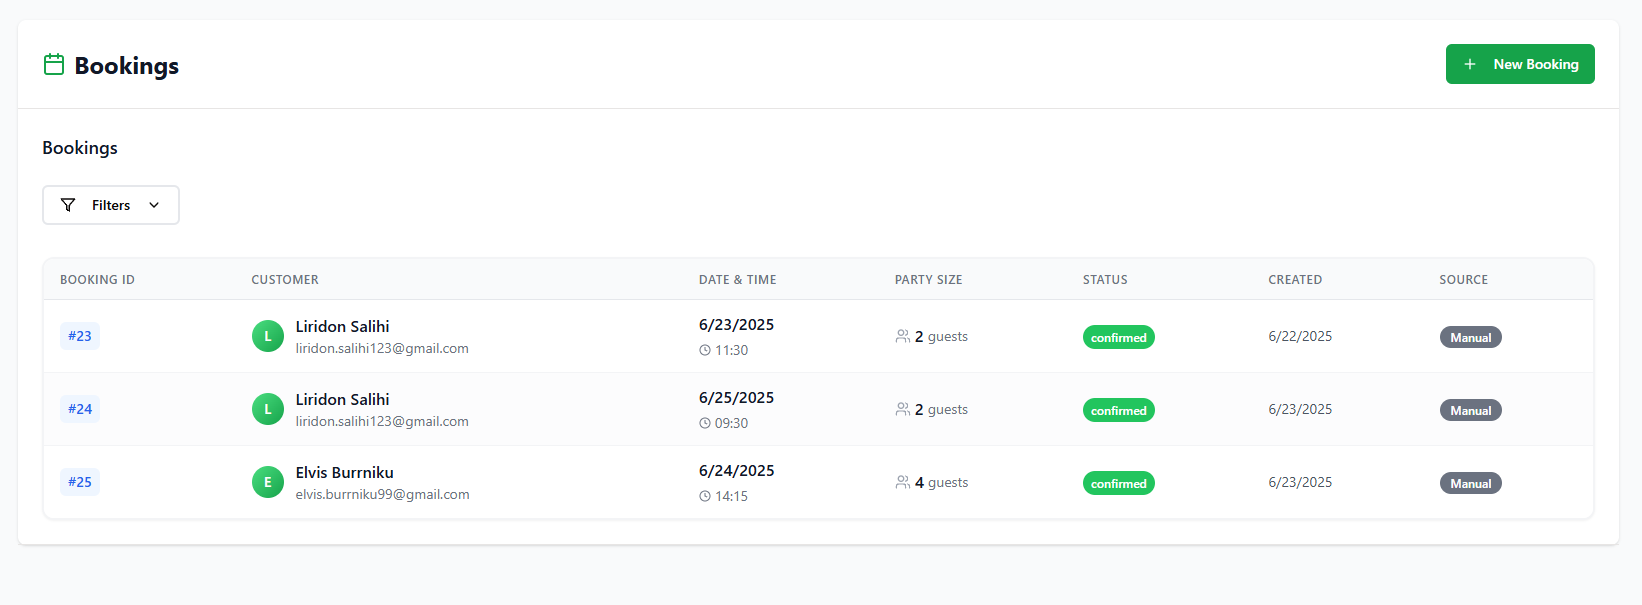 Bookings
New Booking
Bookings
Filters
BOOKING ID CUSTOMER DATE & TIME PARTY SIZE STATUS CREATED SOURCE
#23 L Liridon Salihi liridon.salihi123@gmail.com 6/23/2025 11:30 2 guests confirmed 6/22/2025 Manual
#24 L Liridon Salihi liridon.salihi123@gmail.com 6/25/2025 09:30 2 guests confirmed 6/23/2025 Manual
#25 E Elvis Burrniku elvis.burrniku99@gmail.com 6/24/2025 14:15 4 guests confirmed 6/23/2025 Manual